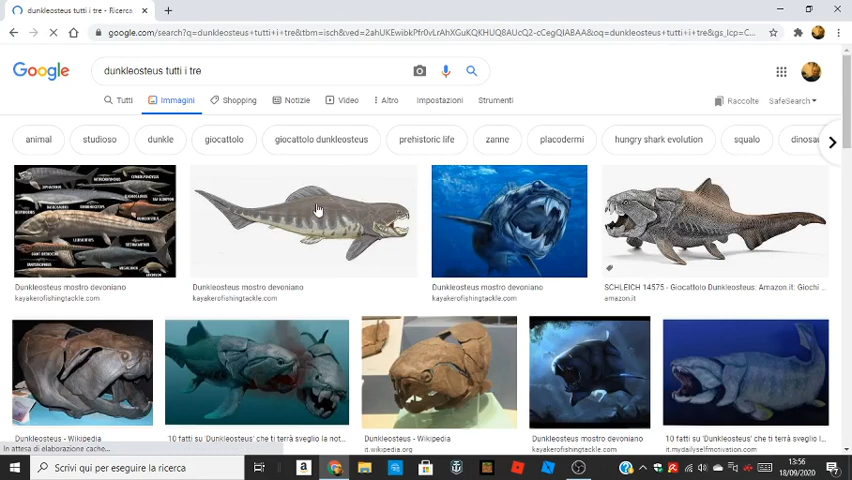 dunkleosteus tutti i tre - Ricerca
google.com/search?q=dunkleosteus+tutti+i+tre&tbm=isch&ved=2ahUKEwibkPfr0vLrAhXGuKQKHUQ8AUcQ2-cCegQIABAA&oq=dunkleosteus+tutti+i+tre&gs_lcp=C...
Google
dunkleosteus tutti i tre
Tutti
Immagini
Shopping
Notizie
Video
Altro
Impostazioni
Strumenti
Raccolte
SafeSearch
animal
studioso
dunkle
giocattolo
giocattolo dunkleosteus
prehistoric life
zanne
placodermi
hungry shark evolution
squalo
dinosau
Dunkleosteus mostro devoniano
kayakerofishingtackle.com
Dunkleosteus mostro devoniano
kayakerofishingtackle.com
Dunkleosteus mostro devoniano
kayakerofishingtackle.com
SCHLEICH 14575 - Giocattolo Dunkleosteus: Amazon.it: Giochi ...
amazon.it
Dunkleosteus - Wikipedia
10 fatti su 'Dunkleosteus' che ti terrà sveglio la not...
Dunkleosteus - Wikipedia
it.wikipedia.org
Dunkleosteus mostro devoniano
kayakerofishingtackle.com
10 fatti su 'Dunkleosteus' che ti terrà sveglio la ...
it.mydailyselfmotivation.com
In attesa di elaborazione cache...
Scrivi qui per eseguire la ricerca
13:56
18/09/2020